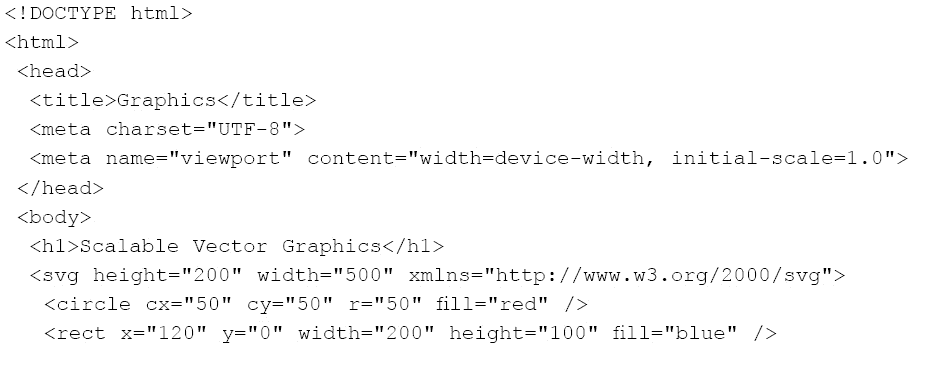 <!DOCTYPE html>
<html>
<head>
<title>Graphics</title>
<meta charset="UTF-8">
<meta name="viewport" content="width=device-width, initial-scale=1.0">
</head>
<body>
<h1>Scalable Vector Graphics</h1>
<svg height="200" width="500" xmlns="http://www.w3.org/2000/svg">
<circle cx="50" cy="50" r="50" fill="red" />
<rect x="120" y="0" width="200" height="100" fill="blue" />